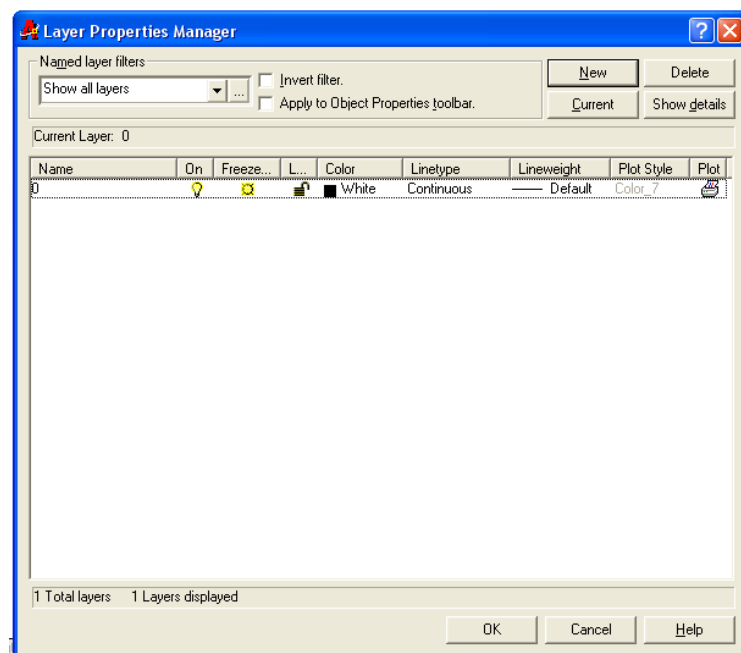 Layer Properties Manager
Named layer filters
Show all layers
...
Invert filter.
Apply to Object Properties toolbar.
New
Delete
Current
Show details
Current Layer: 0
Name On Freeze... L... Color Linetype Lineweight Plot Style Plot
0 White Continuous Default Color_7
1 Total layers 1 Layers displayed
OK Cancel Help